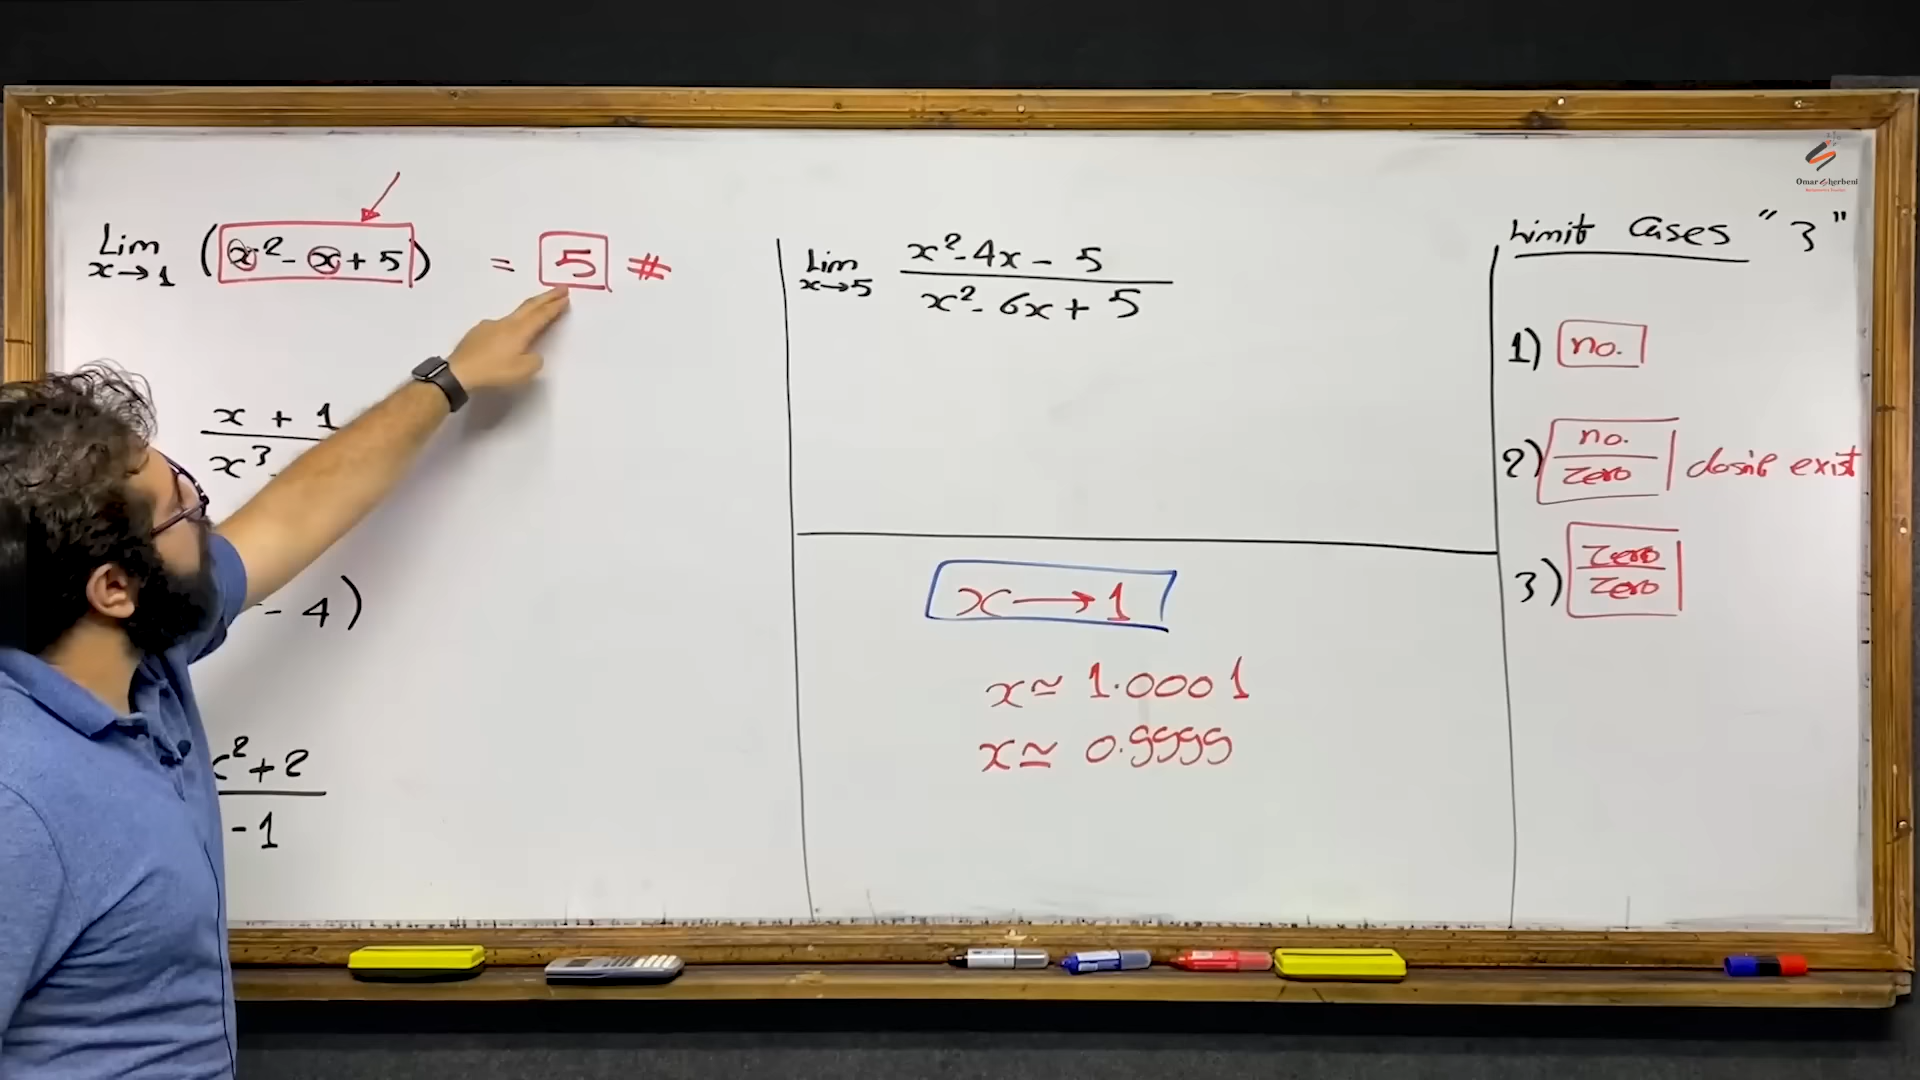 Lim x→1 (x² - x + 5) = 5 #
x + 1
x³ -
- 4)
x² + 2
- 1
Lim x→5
x² - 4x - 5
x² - 6x + 5
x → 1
x ≃ 1.0001
x ≃ 0.9999
Limit Cases "3"
1) no.
2) no.
zero
exist
3) zero
zero
Omar Sherbeni